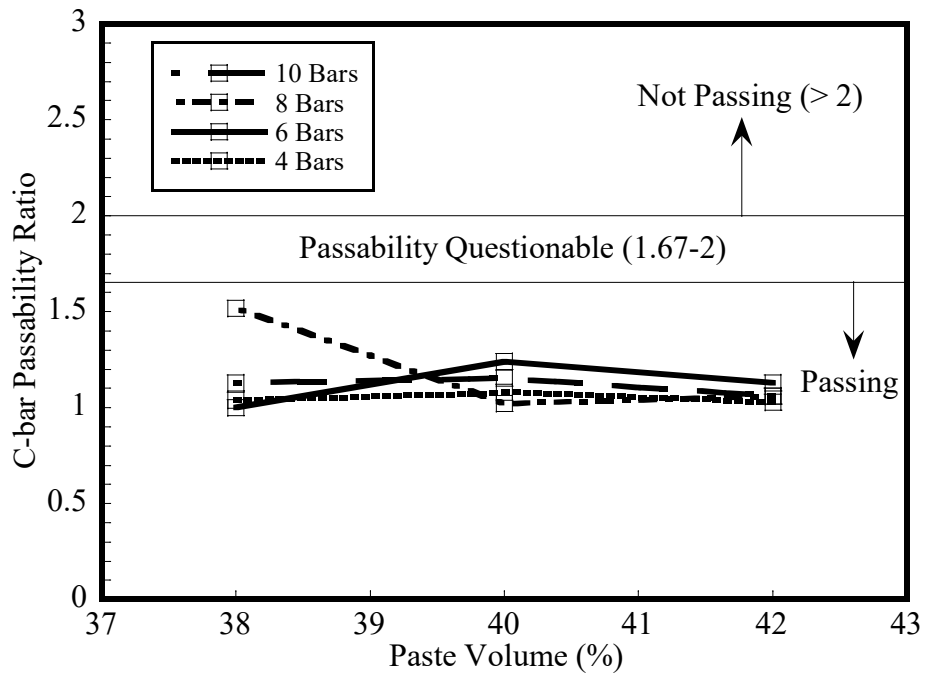 3
2.5
2
1.5
1
0.5
0
C-bar Passability Ratio
10 Bars
8 Bars
6 Bars
4 Bars
Not Passing (> 2)
Passability Questionable (1.67-2)
Passing
37 38 39 40 41 42 43
Paste Volume (%)